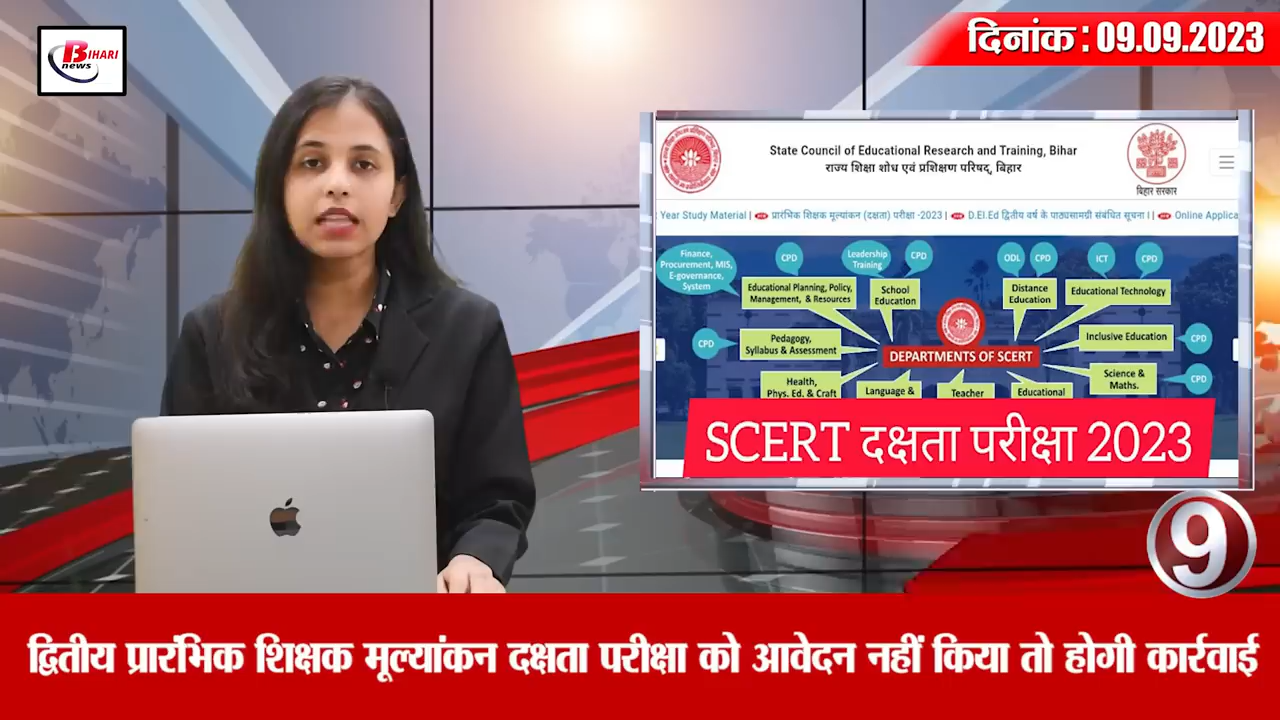 BIHARI
news
दिनांक : 09.09.2023
State Council of Educational Research and Training, Bihar
राज्य शिक्षा शोध एवं प्रशिक्षण परिषद्, बिहार
बिहार सरकार
Year Study Material | प्रारंभिक शिक्षक मूल्यांकन (दक्षता) परीक्षा -2023 | D.El.Ed द्वितीय वर्ष के पाठ्यसामग्री संबंधित सूचना । | Online Applica
Finance,
Procurement, MIS,
E-governance,
System
CPD
Leadership
Training
CPD
ODL
CPD
ICT
CPD
Educational Planning, Policy,
Management, & Resources
School
Education
Distance
Education
Educational Technology
CPD
Pedagogy,
Syllabus & Assessment
DEPARTMENTS OF SCERT
Inclusive Education
CPD
Health,
Phys. Ed. & Craft
Language &
Teacher
Educational
Science &
Maths.
CPD
SCERT दक्षता परीक्षा 2023
9
द्वितीय प्रारंभिक शिक्षक मूल्यांकन दक्षता परीक्षा को आवेदन नहीं किया तो होगी कार्रवाई